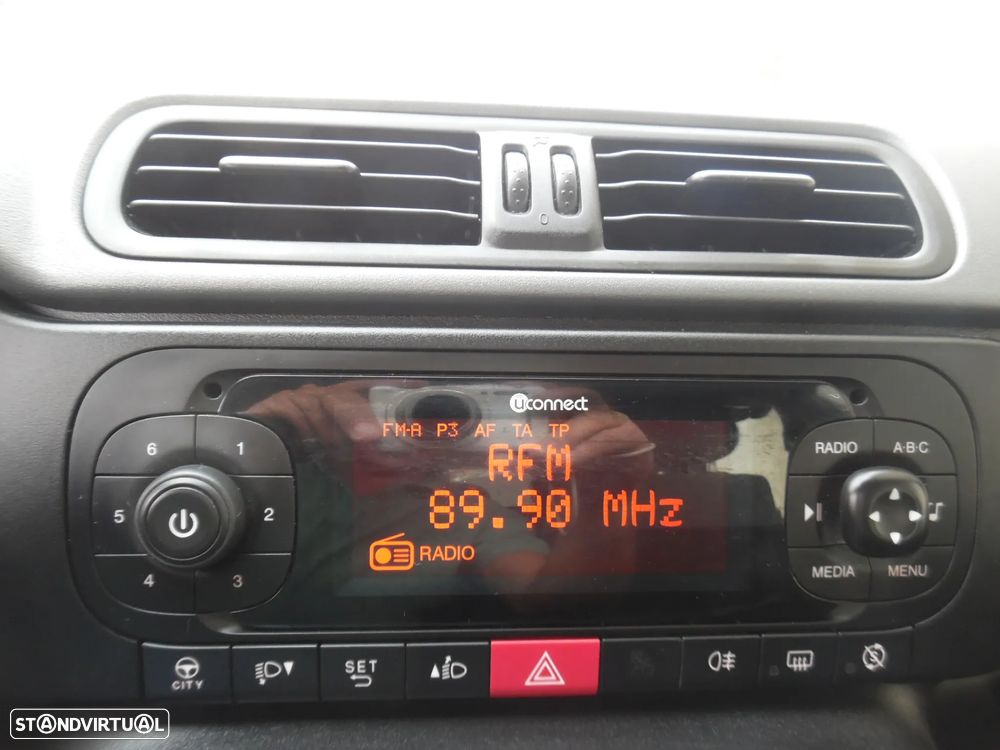 0
Uconnect
FM-A P3 AF TA TP
RFM
89.90 MHz
RADIO
6 1
5 2
4 3
RADIO A·B·C
MEDIA MENU
CITY
SET
STANDVIRTUAL